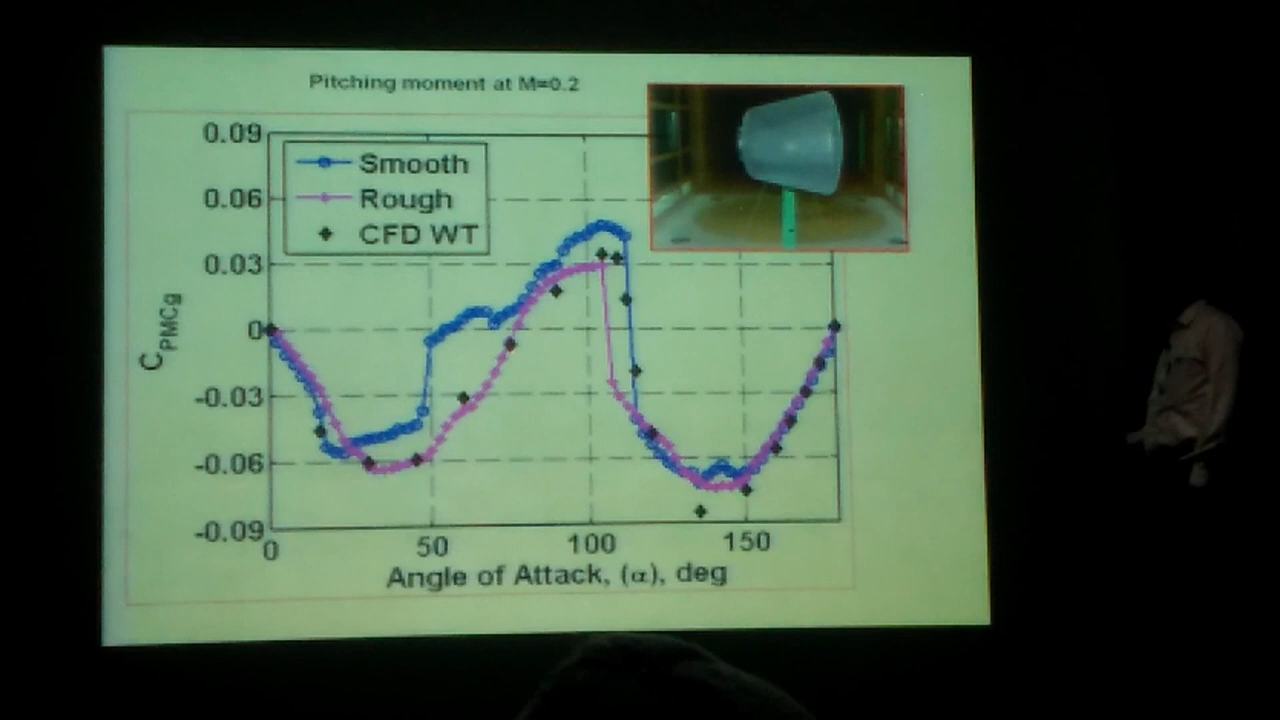 Pitching moment at M=0.2
0.09
0.06
0.03
0
-0.03
-0.06
-0.09
Smooth
Rough
CFD WT
C_PMCg
0 50 100 150
Angle of Attack, (α), deg